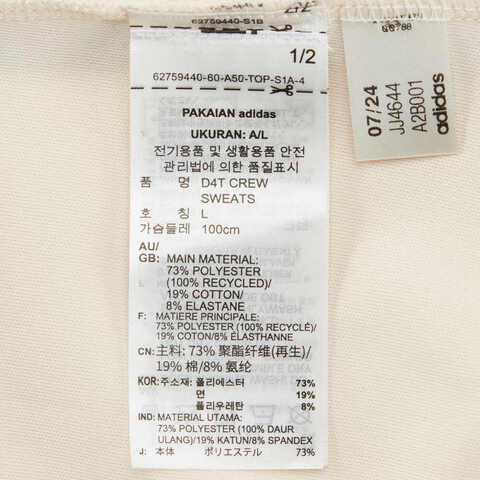 62759440-S1B
1/2
62759440-60-A50-TOP-S1A-4
PAKAIAN adidas
UKURAN: A/L
전기용품 및 생활용품 안전
관리법에 의한 품질표시
품 명 D4T CREW
SWEATS
호 칭 L
가슴둘레 100cm
AU/
GB: MAIN MATERIAL:
73% POLYESTER
(100% RECYCLED)/
19% COTTON/
8% ELASTANE
F: MATIERE PRINCIPALE:
73% POLYESTER (100% RECYCLÉ)/
19% COTON/8% ÉLASTHANNE
CN: 主料: 73% 聚酯纤维(再生)/
19% 棉/8% 氨纶
KOR: 주소재: 폴리에스터 73%
면 19%
폴리우레탄 8%
IND: MATERIAL UTAMA:
73% POLYESTER (100% DAUR
ULANG)/19% KATUN/8% SPANDEX
J: 本体 ポリエステル 73%
07/24
JJ4644
A2B001
adidas